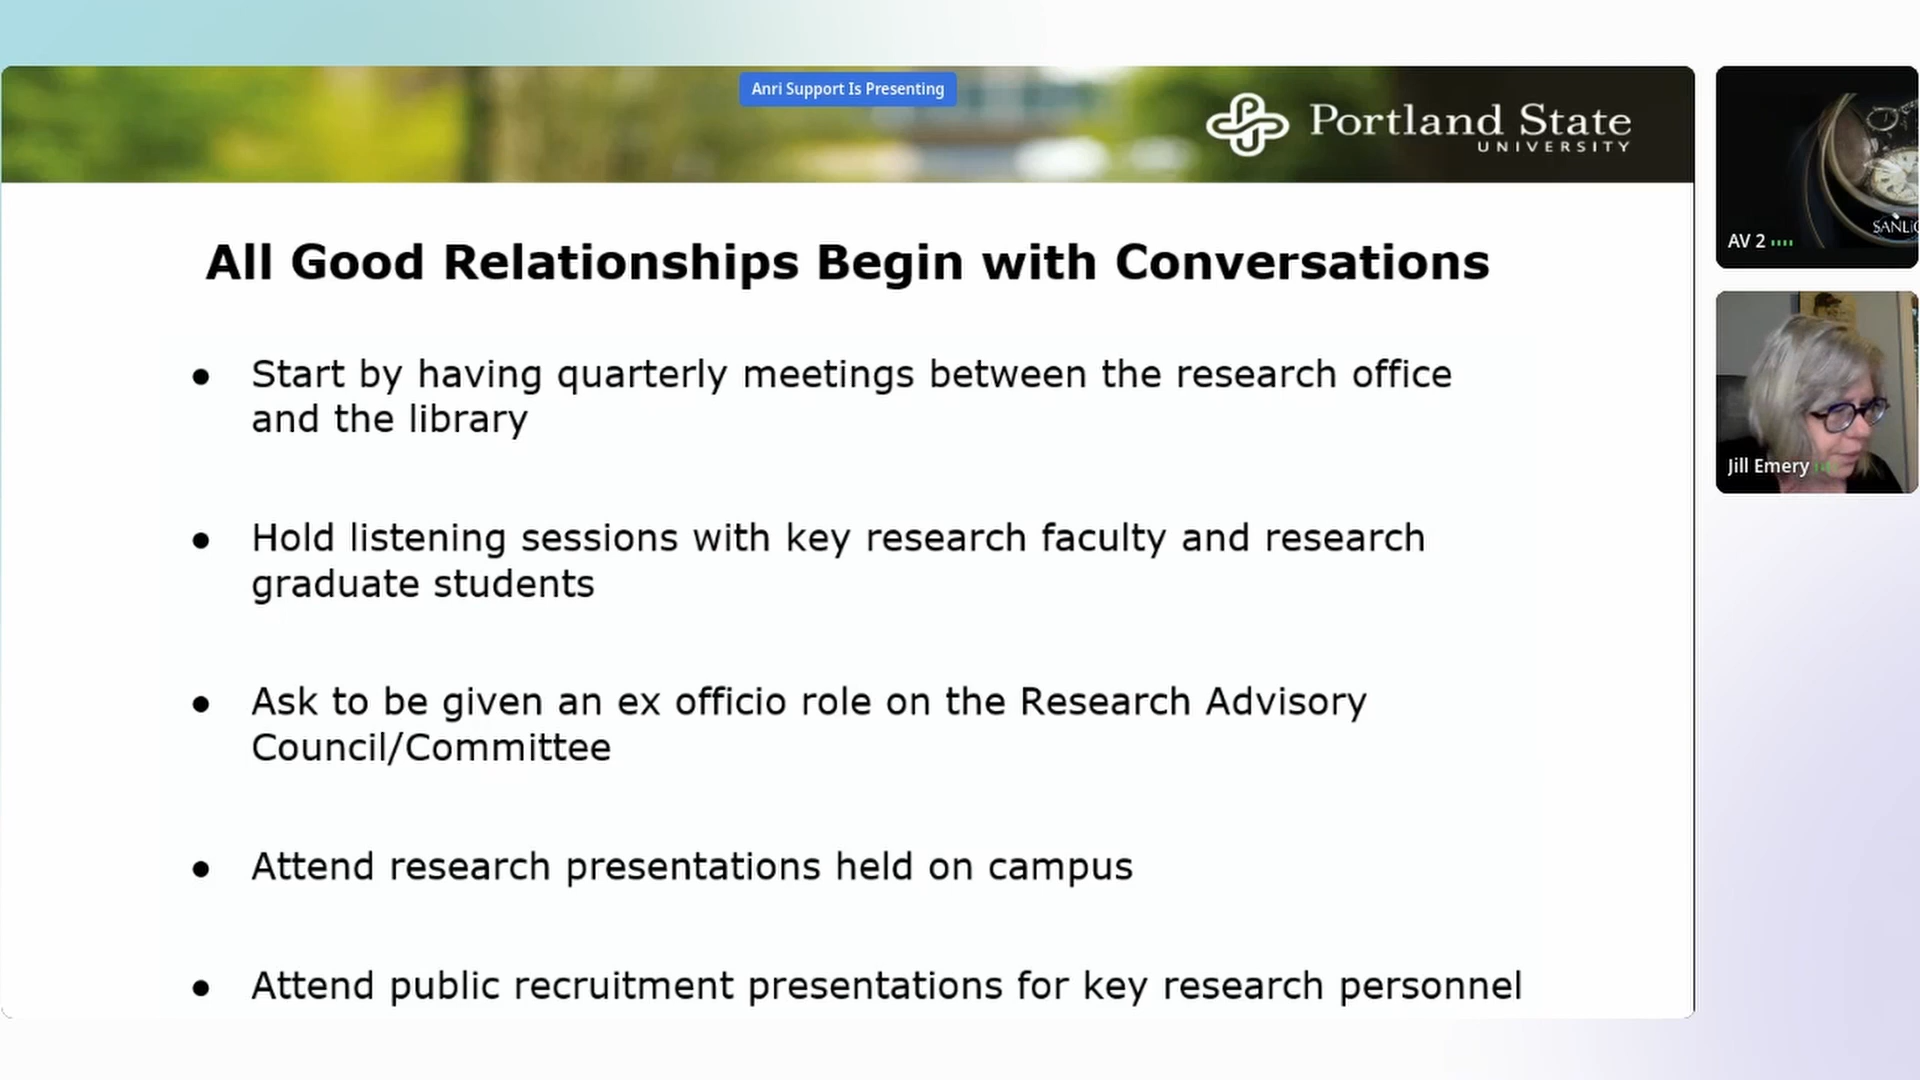 Anri Support Is Presenting
Portland State
UNIVERSITY
All Good Relationships Begin with Conversations
● Start by having quarterly meetings between the research office
and the library
● Hold listening sessions with key research faculty and research
graduate students
● Ask to be given an ex officio role on the Research Advisory
Council/Committee
● Attend research presentations held on campus
● Attend public recruitment presentations for key research personnel
AV 2
Jill Emery